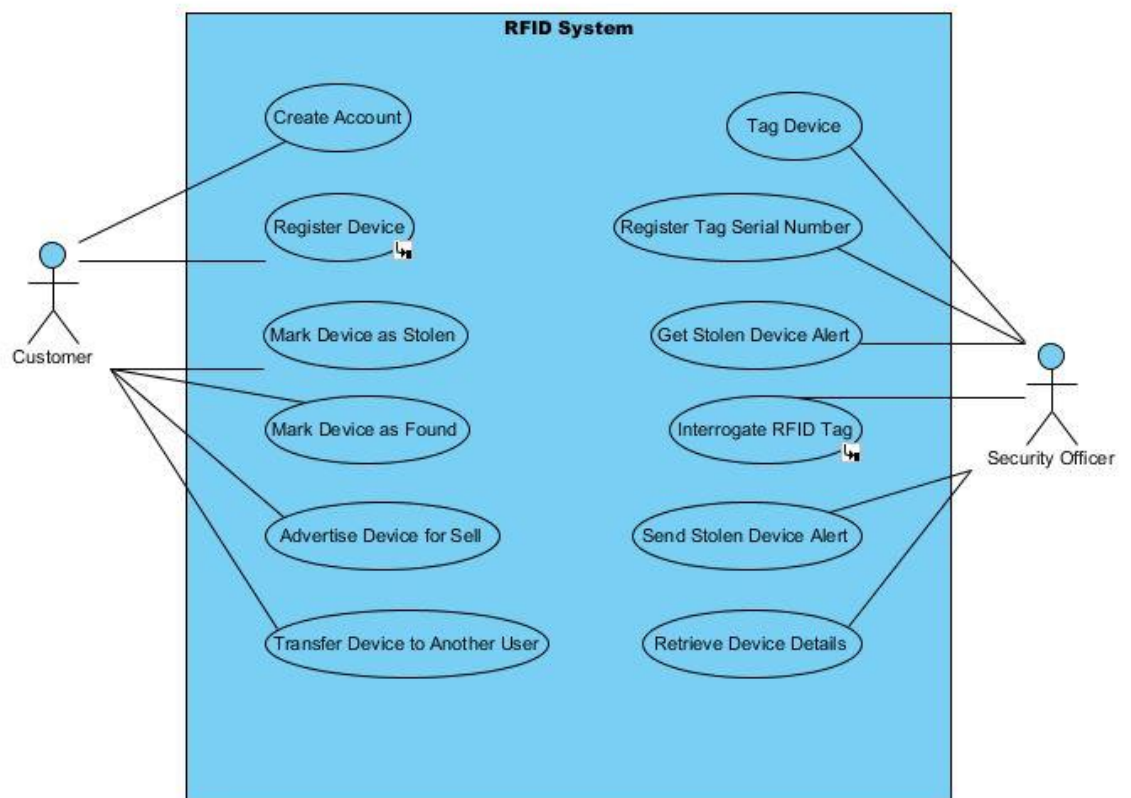 RFID System
Create Account
Tag Device
Register Device
Register Tag Serial Number
Mark Device as Stolen
Get Stolen Device Alert
Customer
Mark Device as Found
Interrogate RFID Tag
Security Officer
Advertise Device for Sell
Send Stolen Device Alert
Transfer Device to Another User
Retrieve Device Details